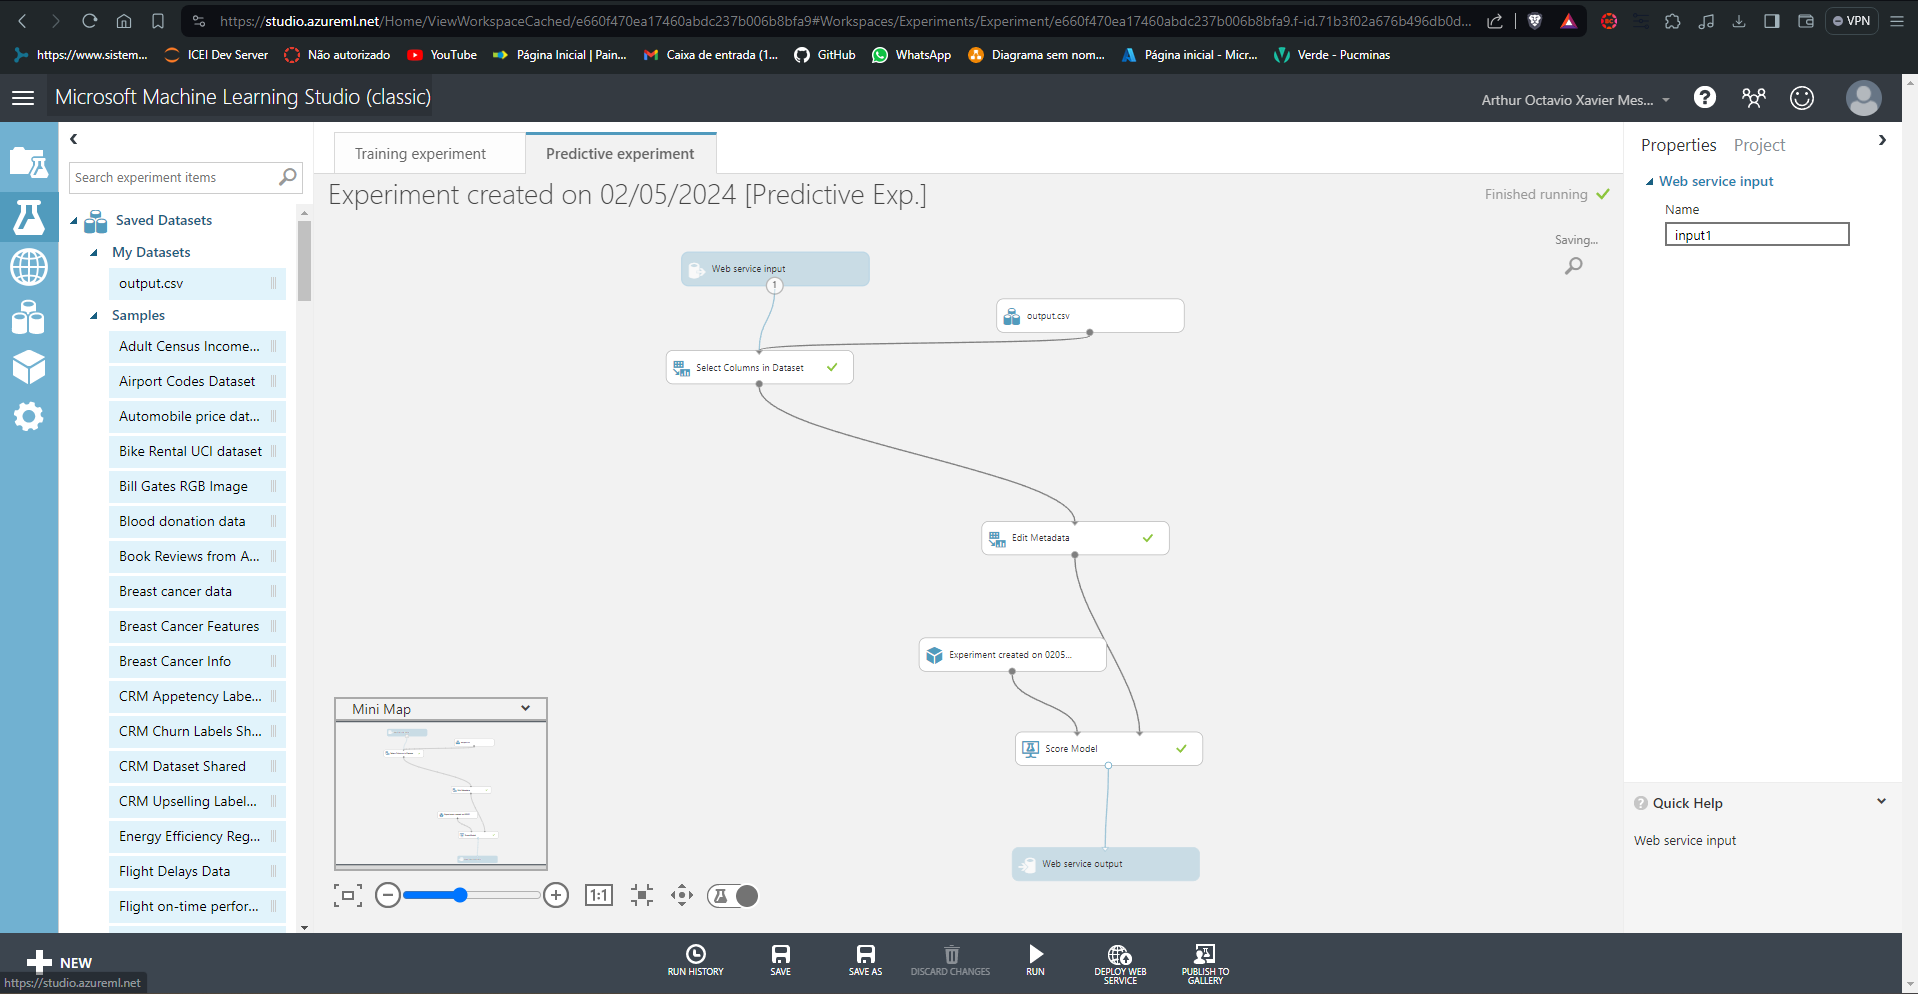 https://studio.azureml.net/Home/ViewWorkspaceCached/e660f470ea17460abdc237b006b8bfa9#Workspaces/Experiments/Experiment/e660f470ea17460abdc237b006b8bfa9.f-id.71b3f02a676b496db0d...
VPN
https://www.sistem...
ICEI Dev Server
Não autorizado
YouTube
Página Inicial | Pain...
Caixa de entrada (1...
GitHub
WhatsApp
Diagrama sem nom...
Página inicial - Micr...
Verde - Pucminas
Microsoft Machine Learning Studio (classic)
Arthur Octavio Xavier Mes...
Training experiment
Predictive experiment
Properties
Project
Search experiment items
Experiment created on 02/05/2024 [Predictive Exp.]
Finished running
Saving...
Web service input
Name
input1
Saved Datasets
My Datasets
output.csv
Samples
Adult Census Income...
Airport Codes Dataset
Automobile price dat...
Bike Rental UCI dataset
Bill Gates RGB Image
Blood donation data
Book Reviews from A...
Breast cancer data
Breast Cancer Features
Breast Cancer Info
CRM Appetency Labe...
CRM Churn Labels Sh...
CRM Dataset Shared
CRM Upselling Label...
Energy Efficiency Reg...
Flight Delays Data
Flight on-time perfor...
Web service input
1
output.csv
Select Columns in Dataset
Edit Metadata
Experiment created on 0205...
Score Model
Web service output
Mini Map
1:1
Quick Help
Web service input
NEW
RUN HISTORY
SAVE
SAVE AS
DISCARD CHANGES
RUN
DEPLOY WEB
SERVICE
PUBLISH TO
GALLERY
https://studio.azureml.net